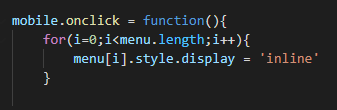 mobile.onclick = function(){
    for(i=0;i<menu.length;i++){
        menu[i].style.display = 'inline'
    }